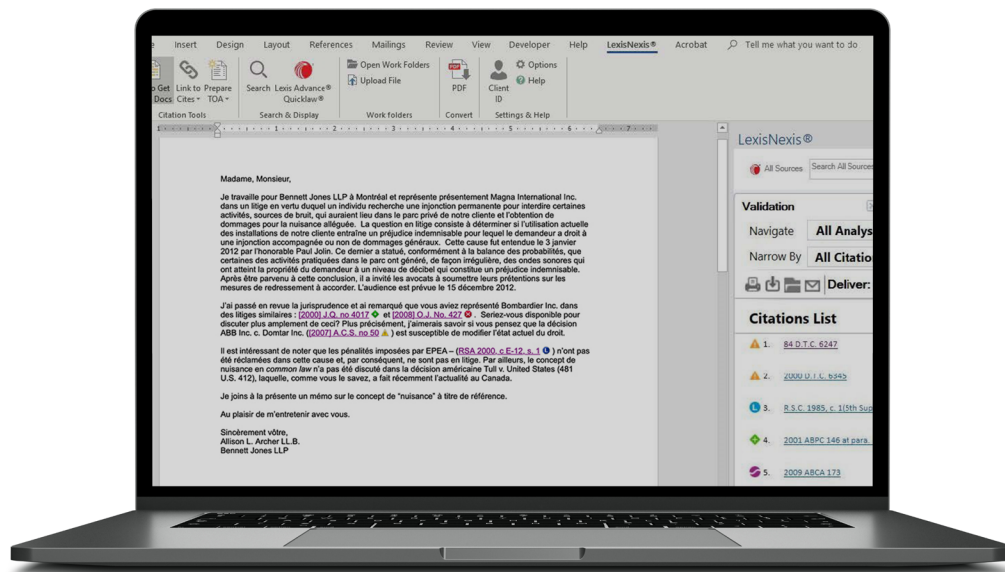 Insert Design Layout References Mailings Review View Developer Help LexisNexis® Acrobat Tell me what you want to do
Get Link to Prepare Search Lexis Advance® Open Work Folders PDF Client Options
Docs Cites TOA Quicklaw® Upload File ID Help
Citation Tools Search & Display Work folders Convert Settings & Help
1 2 3 4 5 6 7
LexisNexis®
All Sources Search All Sources
Validation
Navigate All Analys
Narrow By All Citatio
Deliver:
Citations List
1. 84 D.T.C. 6247
2. 2000 D.T.C. 6345
3. R.S.C. 1985, c. 1(5th Sup
4. 2001 ABPC 146 at para.
5. 2009 ABCA 173
Madame, Monsieur,
Je travaille pour Bennett Jones LLP à Montréal et représente présentement Magna International Inc.
dans un litige en vertu duquel un individu recherche une injonction permanente pour interdire certaines
activités, sources de bruit, qui auraient lieu dans le parc privé de notre cliente et l'obtention de
dommages pour la nuisance alléguée. La question en litige consiste à déterminer si l'utilisation actuelle
des installations de notre cliente entraîne un préjudice indemnisable pour lequel le demandeur a droit à
une injonction accompagnée ou non de dommages généraux. Cette cause fut entendue le 3 janvier
2012 par l'honorable Paul Jolin. Ce dernier a statué, conformément à la balance des probabilités, que
certaines des activités pratiquées dans le parc ont généré, de façon irrégulière, des ondes sonores qui
ont atteint la propriété du demandeur à un niveau de décibel qui constitue un préjudice indemnisable.
Après être parvenu à cette conclusion, il a invité les avocats à soumettre leurs prétentions sur les
mesures de redressement à accorder. L'audience est prévue le 15 décembre 2012.
J'ai passé en revue la jurisprudence et ai remarqué que vous aviez représenté Bombardier Inc. dans
des litiges similaires : [2000] J.Q. no 4017 et [2008] O.J. No. 427 . Seriez-vous disponible pour
discuter plus amplement de ceci? Plus précisément, j'aimerais savoir si vous pensez que la décision
ABB Inc. c. Domtar Inc. ([2007] A.C.S. no 50 ) est susceptible de modifier l'état actuel du droit.
Il est intéressant de noter que les pénalités imposées par EPEA – (RSA 2000, c E-12, s. 1 L ) n'ont pas
été réclamées dans cette cause et, par conséquent, ne sont pas en litige. Par ailleurs, le concept de
nuisance en common law n'a pas été discuté dans la décision américaine Tull v. United States (481
U.S. 412), laquelle, comme vous le savez, a fait récemment l'actualité au Canada.
Je joins à la présente un mémo sur le concept de "nuisance" à titre de référence.
Au plaisir de m'entretenir avec vous.
Sincèrement vôtre,
Allison L. Archer LL.B.
Bennett Jones LLP